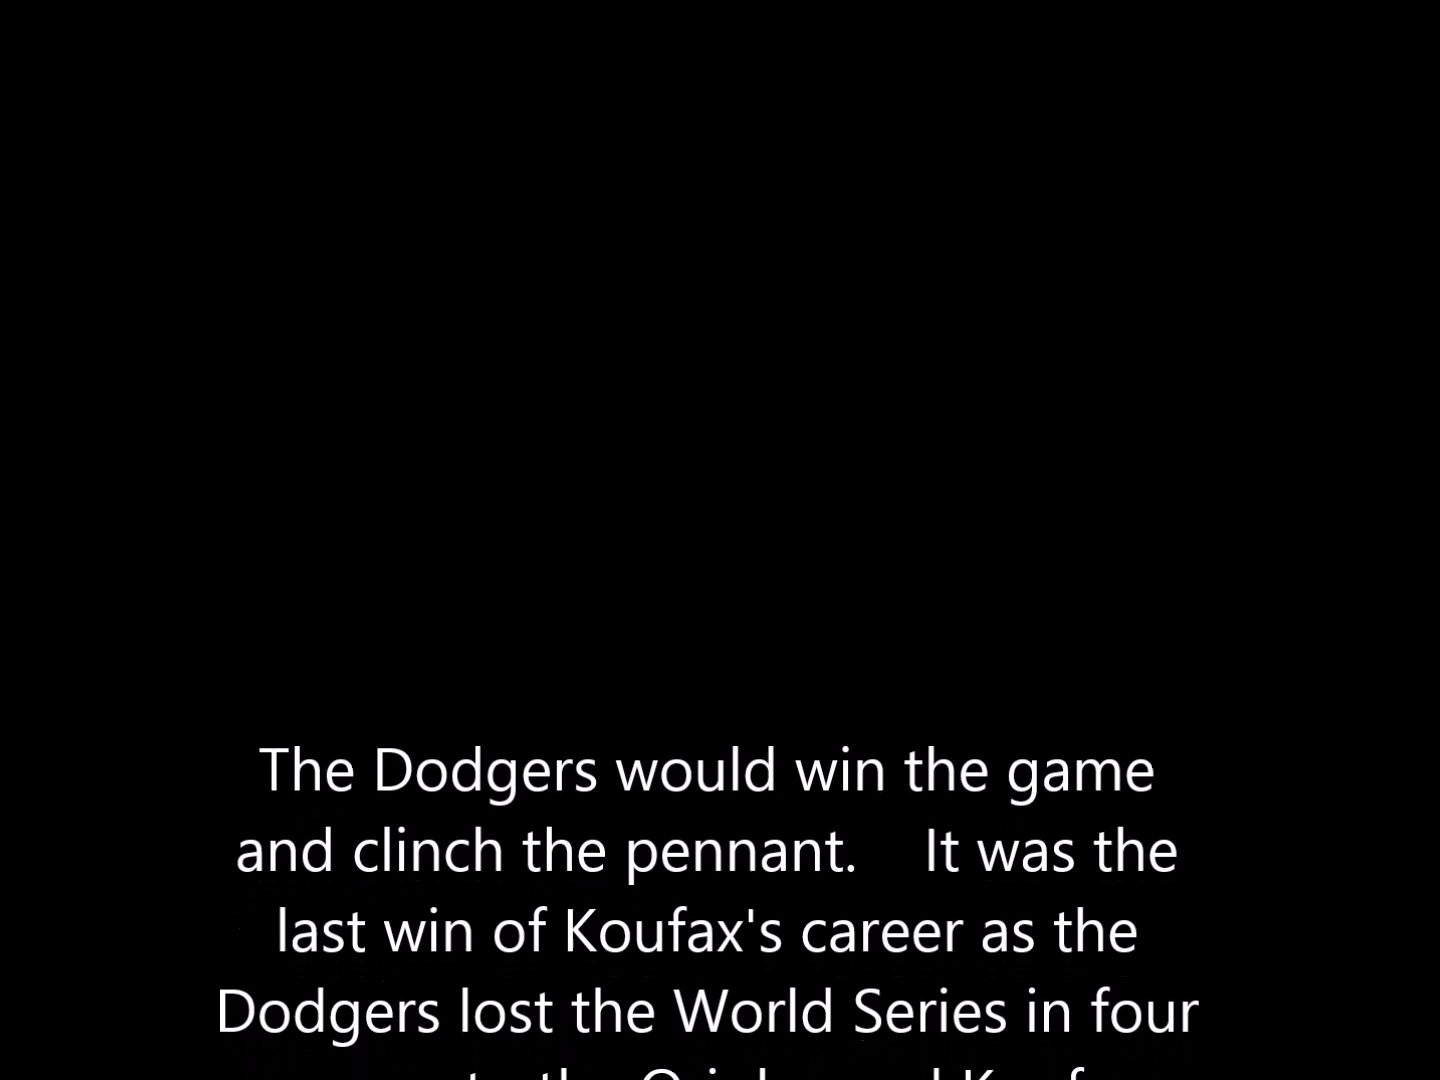 The Dodgers would win the game
and clinch the pennant. It was the
last win of Koufax's career as the
Dodgers lost the World Series in four